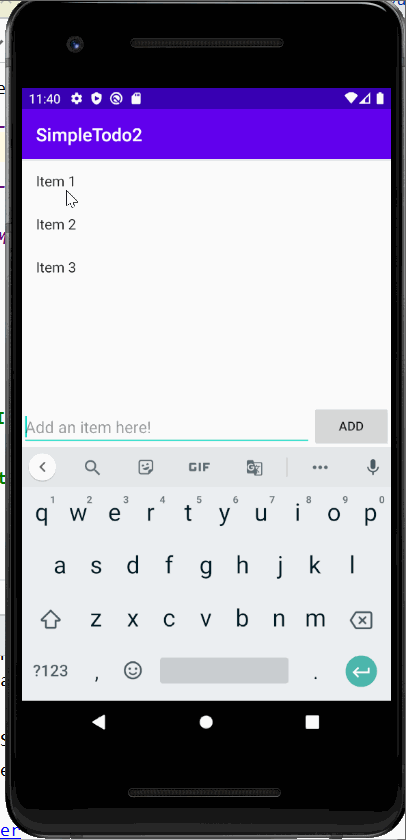 11:40
SimpleTodo2
Item 1
Item 2
Item 3
Add an item here!
ADD
GIF
1 2 3 4 5 6 7 8 9 0
q w e r t y u i o p
a s d f g h j k l
z x c v b n m
?123 , .
er